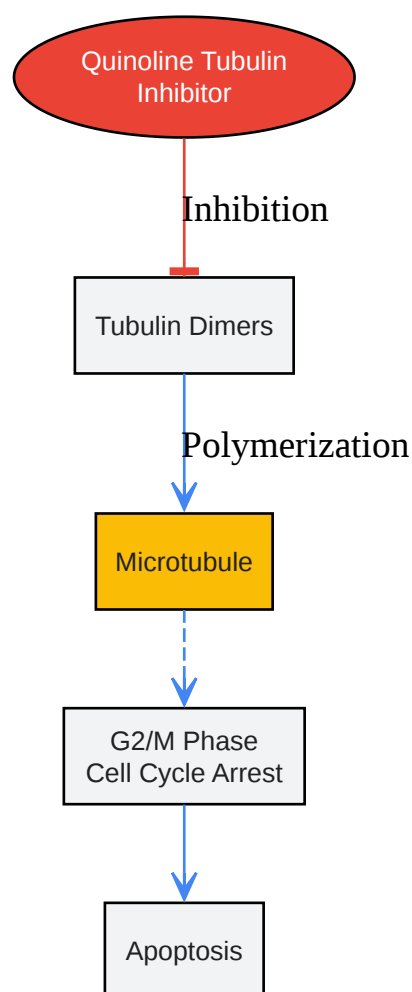 Quinoline Tubulin
Inhibitor
Inhibition
Tubulin Dimers
Polymerization
Microtubule
G2/M Phase
Cell Cycle Arrest
Apoptosis